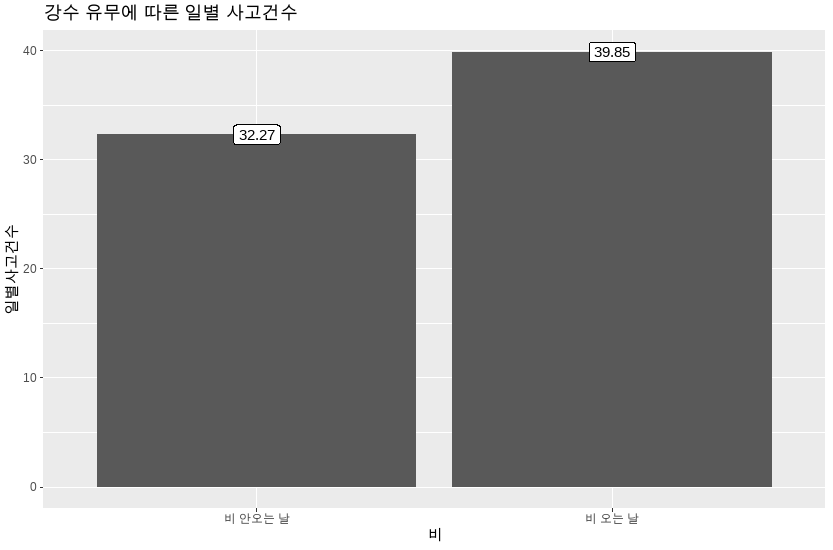 강수 유무에 따른 일별 사고건수
일별사고건수
40
30
20
10
0
32.27
39.85
비 안오는 날
비 오는 날
비